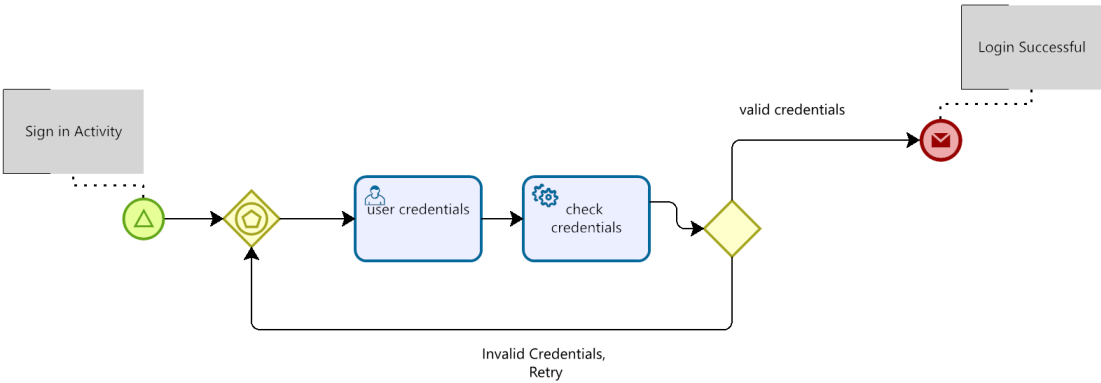 Login Successful
valid credentials
Sign in Activity
user credentials
check
credentials
Invalid Credentials,
Retry